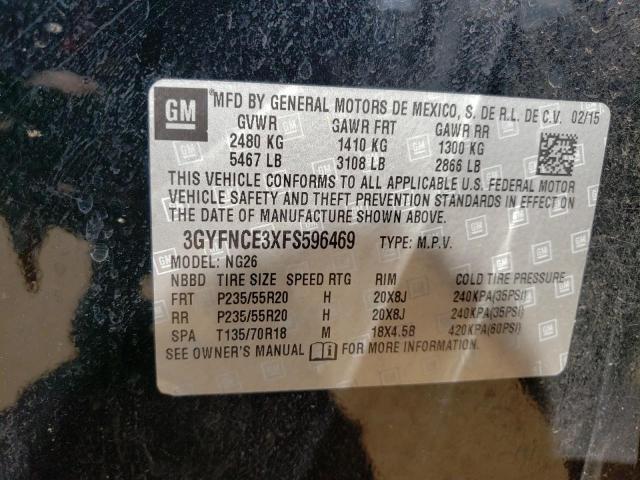 GM ® MFD BY GENERAL MOTORS DE MEXICO, S. DE R.L. DE C.V. 02/15
GVWR GAWR FRT GAWR RR
2480 KG 1410 KG 1300 KG
5467 LB 3108 LB 2866 LB
THIS VEHICLE CONFORMS TO ALL APPLICABLE U.S. FEDERAL MOTOR
VEHICLE SAFETY AND THEFT PREVENTION STANDARDS IN EFFECT ON
THE DATE OF MANUFACTURE SHOWN ABOVE.
3GYFNCE3XFS596469 TYPE: M.P.V.
MODEL: NG26
NBBD TIRE SIZE SPEED RTG RIM COLD TIRE PRESSURE
FRT P235/55R20 H 20X8J 240KPA(35PSI)
RR P235/55R20 H 20X8J 240KPA(35PSI)
SPA T135/70R18 M 18X4.5B 420KPA(60PSI)
SEE OWNER'S MANUAL FOR MORE INFORMATION.